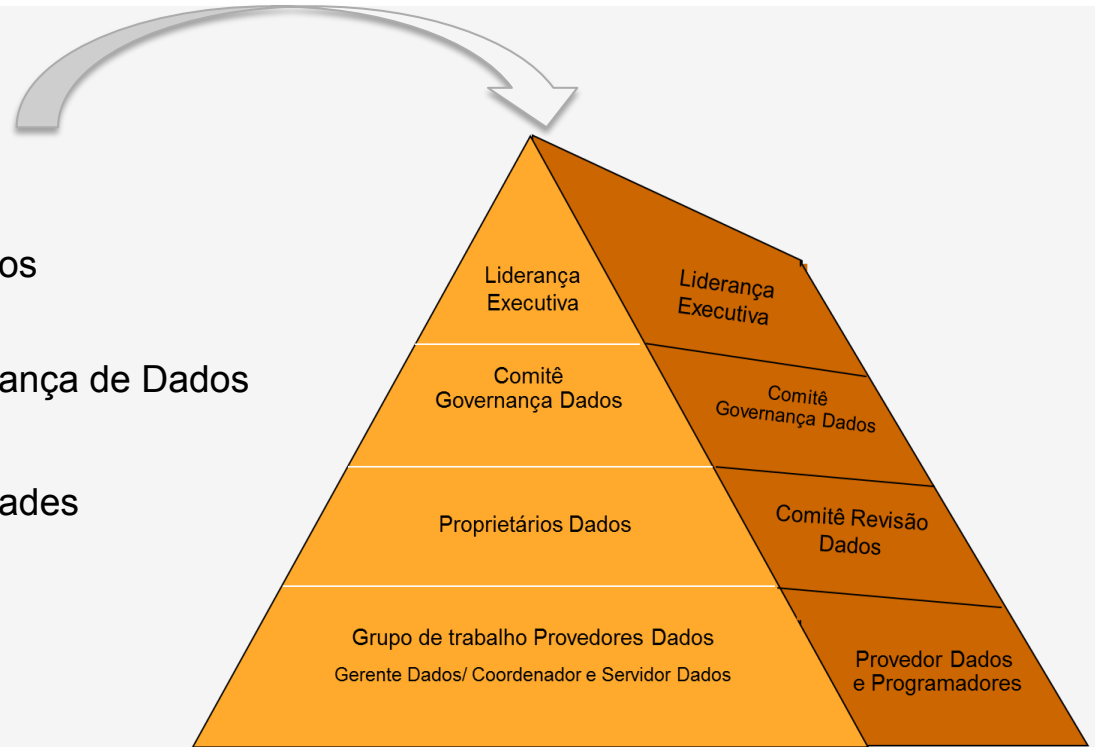 os
ança de Dados
ades
Liderança
Executiva
Comitê
Governança Dados
Proprietários Dados
Grupo de trabalho Provedores Dados
Gerente Dados/ Coordenador e Servidor Dados
Liderança
Executiva
Comitê
Governança Dados
Comitê Revisão
Dados
Provedor Dados
e Programadores